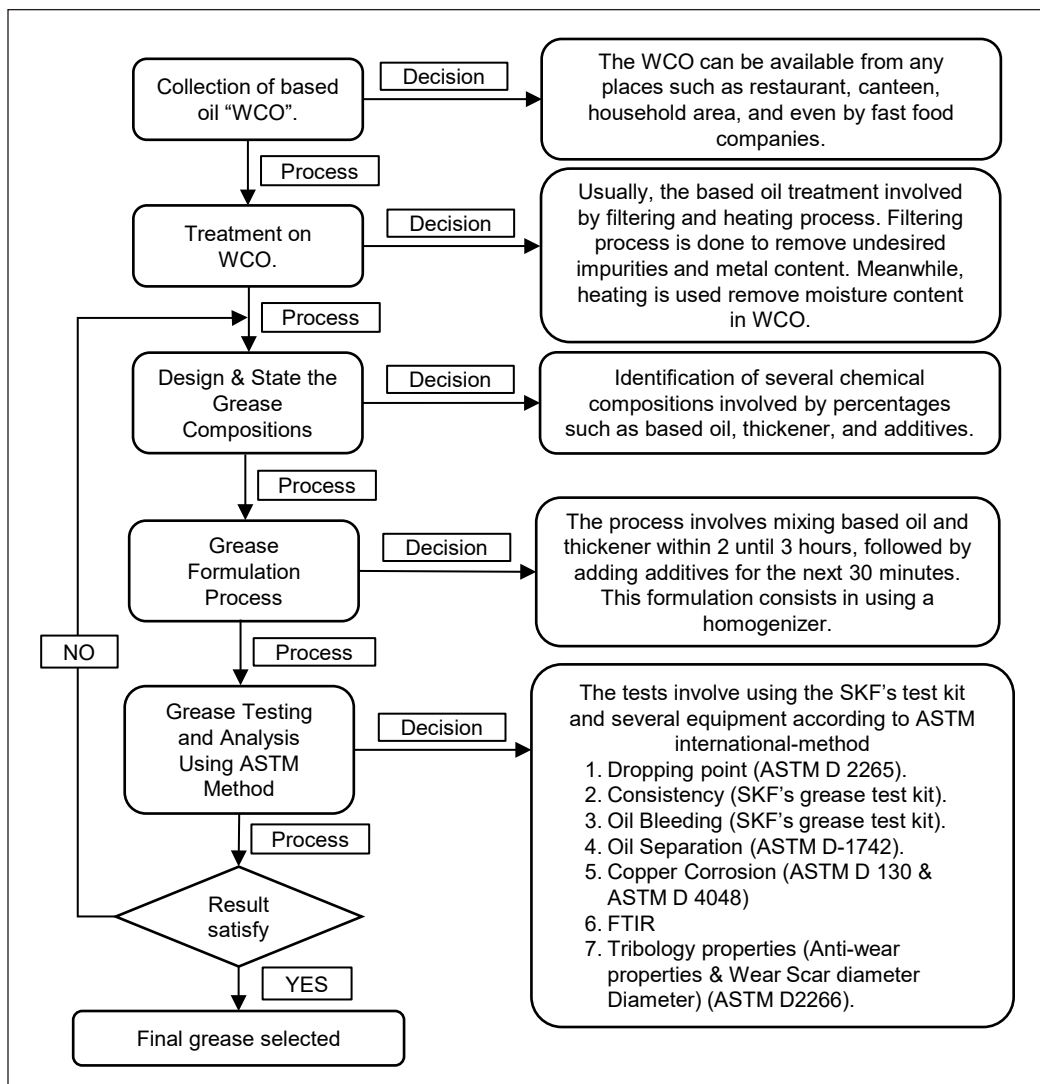 Collection of based
oil “WCO”.
Decision
The WCO can be available from any
places such as restaurant, canteen,
household area, and even by fast food
companies.
Process
Treatment on
WCO.
Decision
Usually, the based oil treatment involved
by filtering and heating process. Filtering
process is done to remove undesired
impurities and metal content. Meanwhile,
heating is used remove moisture content
in WCO.
Process
Design & State the
Grease
Compositions
Decision
Identification of several chemical
compositions involved by percentages
such as based oil, thickener, and additives.
Process
Grease
Formulation
Process
Decision
The process involves mixing based oil and
thickener within 2 until 3 hours, followed by
adding additives for the next 30 minutes.
This formulation consists in using a
homogenizer.
NO
Process
Grease Testing
and Analysis
Using ASTM
Method
Decision
The tests involve using the SKF’s test kit
and several equipment according to ASTM
international-method
1. Dropping point (ASTM D 2265).
2. Consistency (SKF’s grease test kit).
3. Oil Bleeding (SKF’s grease test kit).
4. Oil Separation (ASTM D-1742).
5. Copper Corrosion (ASTM D 130 &
ASTM D 4048)
6. FTIR
7. Tribology properties (Anti-wear
properties & Wear Scar diameter
Diameter) (ASTM D2266).
Process
Result
satisfy
YES
Final grease selected